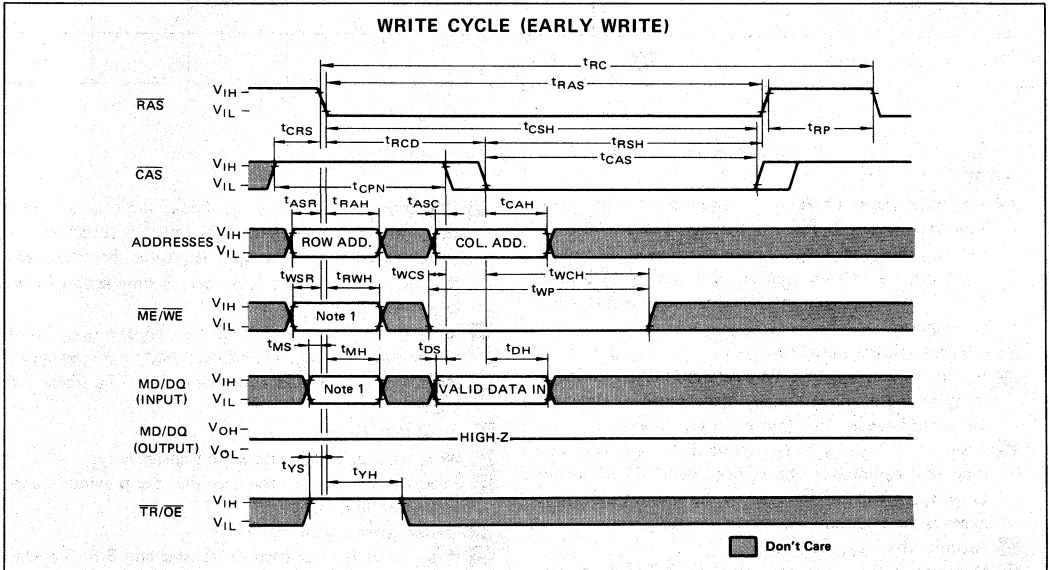 WRITE CYCLE (EARLY WRITE)
tRC
tRAS
RAS
VIH
VIL
tCRS
tCSH
tRP
tRCD
tRSH
tCAS
CAS
VIH
VIL
tCPN
tASR
tRAH
tASC
tCAH
ADDRESSES
VIH
VIL
ROW ADD.
COL. ADD.
tWSR
tRWH
tWCS
tWCH
tWP
ME/WE
VIH
VIL
Note 1
tMS
tMH
tDS
tDH
MD/DQ
(INPUT)
VIH
VIL
Note 1
VALID DATA IN
MD/DQ
(OUTPUT)
VOH
VOL
HIGH-Z
tYS
tYH
TR/OE
VIH
VIL
Don't Care